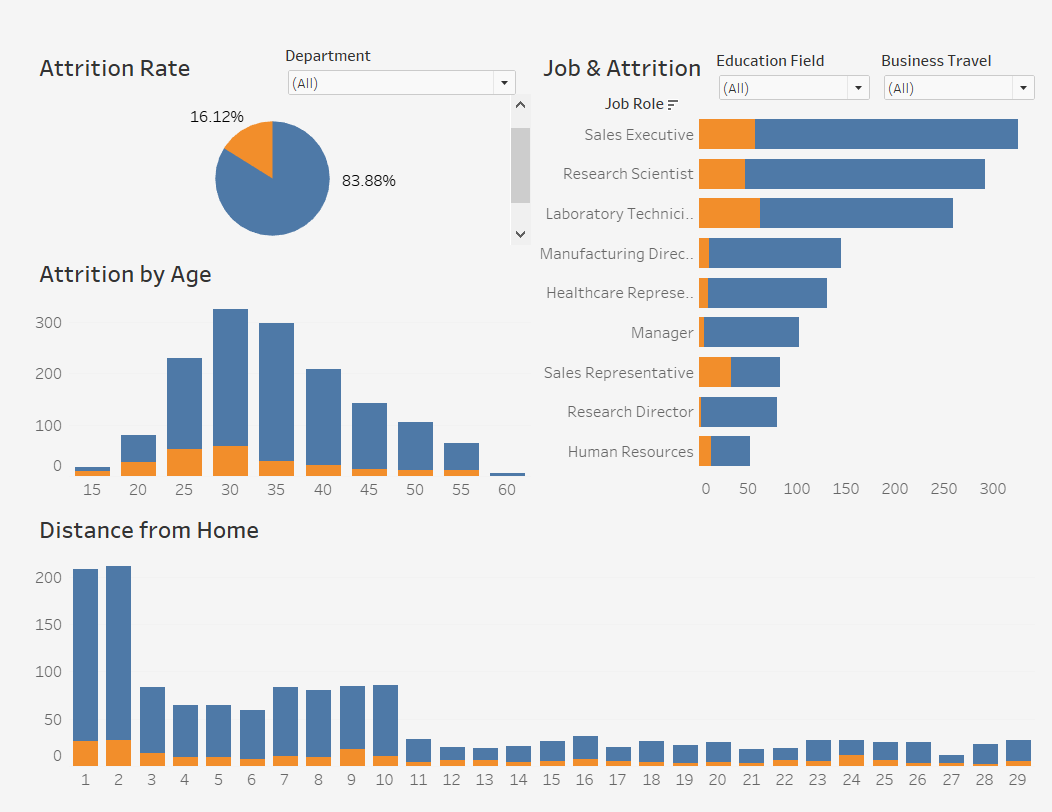 Attrition Rate
Department
(All)
16.12%
83.88%
Job & Attrition
Education Field
(All)
Business Travel
(All)
Job Role
Sales Executive
Research Scientist
Laboratory Technici..
Manufacturing Direc..
Healthcare Represe..
Manager
Sales Representative
Research Director
Human Resources
0 50 100 150 200 250 300
Attrition by Age
300
200
100
0
15 20 25 30 35 40 45 50 55 60
Distance from Home
200
150
100
50
0
1 2 3 4 5 6 7 8 9 10 11 12 13 14 15 16 17 18 19 20 21 22 23 24 25 26 27 28 29